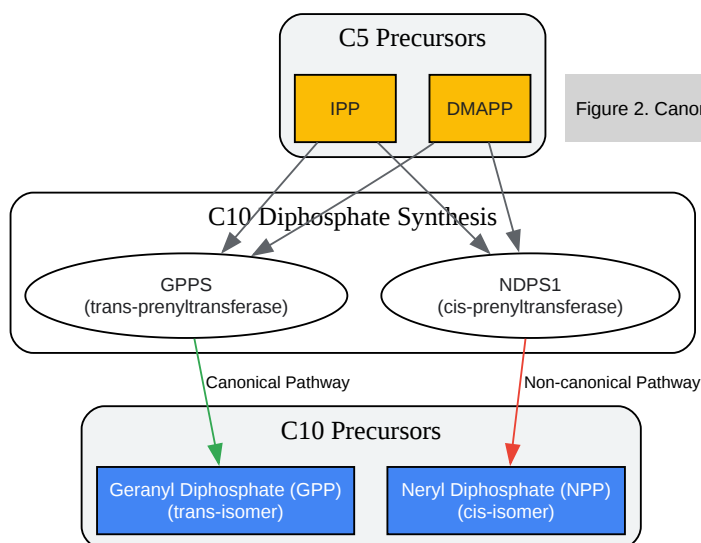 C5 Precursors
IPP
DMAPP
Figure 2. Canon
C10 Diphosphate Synthesis
GPPS
(trans-prenyltransferase)
NDPS1
(cis-prenyltransferase)
Canonical Pathway
Non-canonical Pathway
C10 Precursors
Geranyl Diphosphate (GPP)
(trans-isomer)
Neryl Diphosphate (NPP)
(cis-isomer)